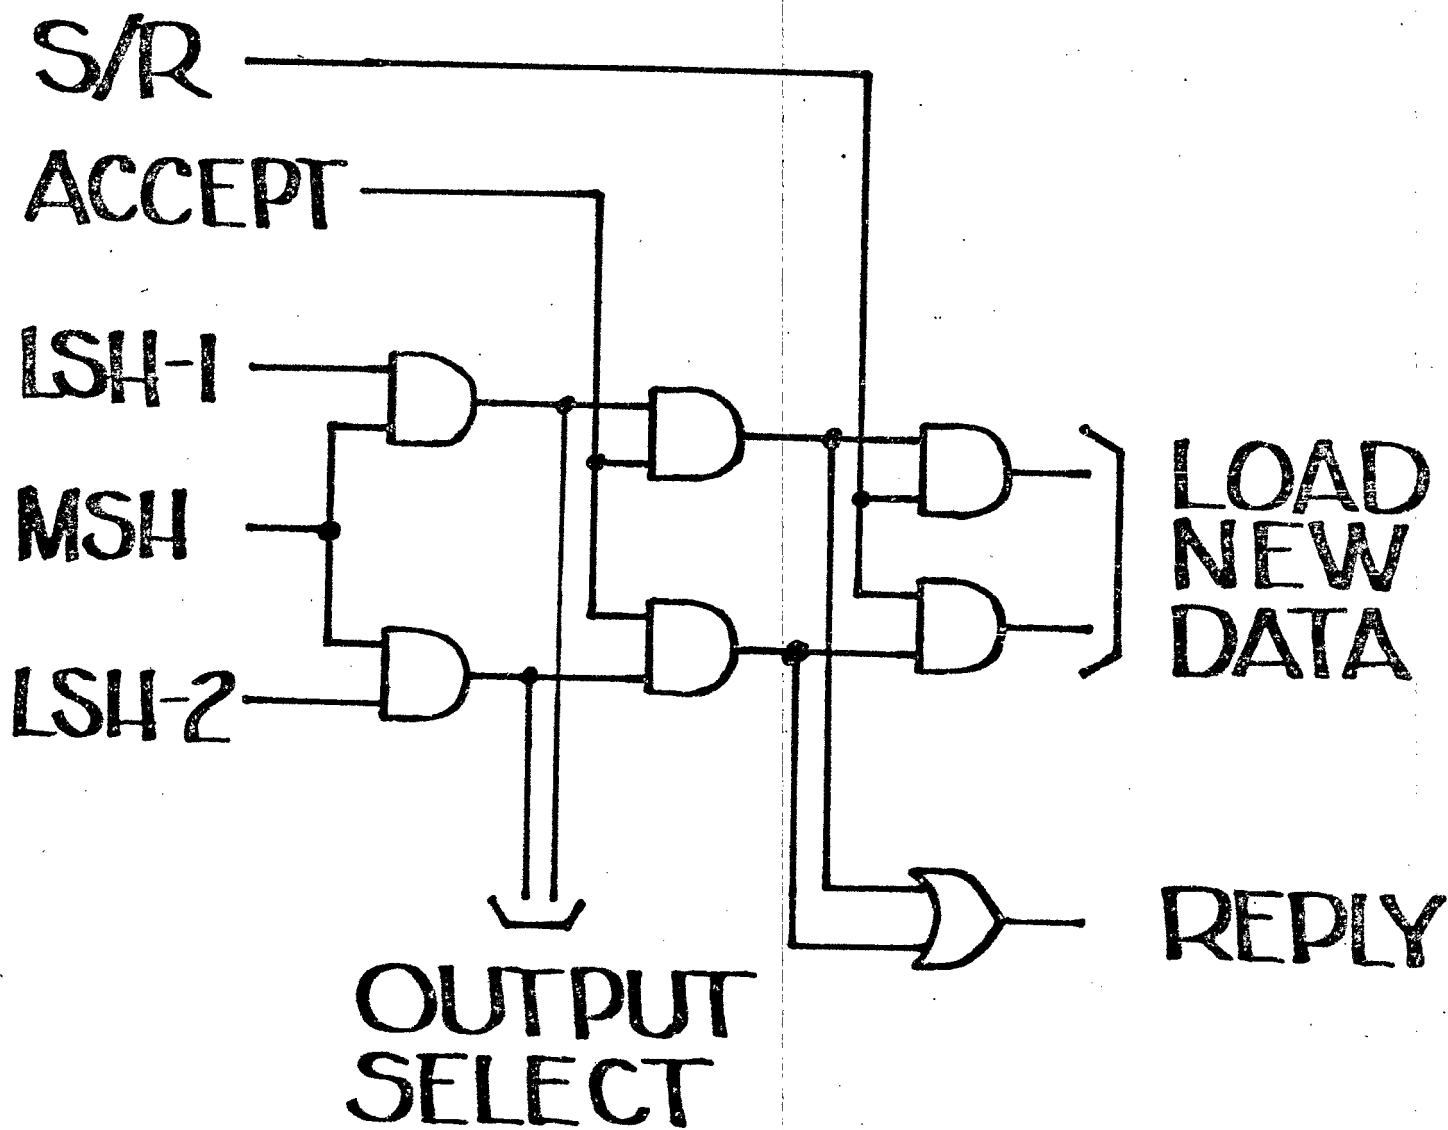 S/R
ACCEPT
LSH-1
MSH
LSH-2
LOAD
NEW
DATA
REPLY
OUTPUT
SELECT